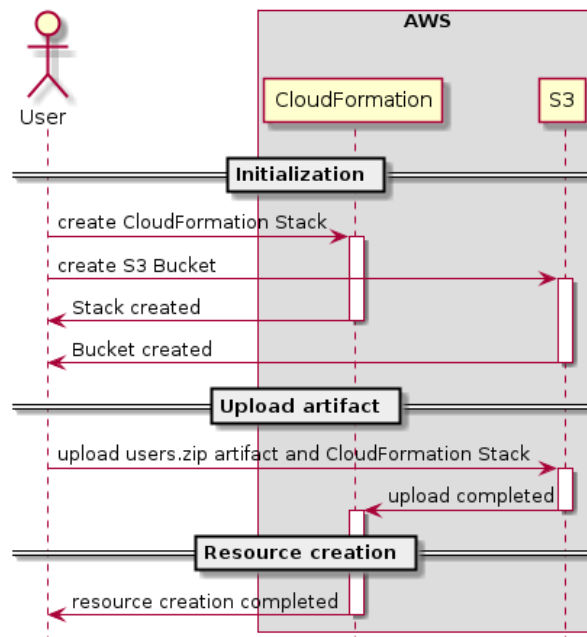 AWS
User
CloudFormation
S3
Initialization
create CloudFormation Stack
create S3 Bucket
Stack created
Bucket created
Upload artifact
upload users.zip artifact and CloudFormation Stack
upload completed
Resource creation
resource creation completed